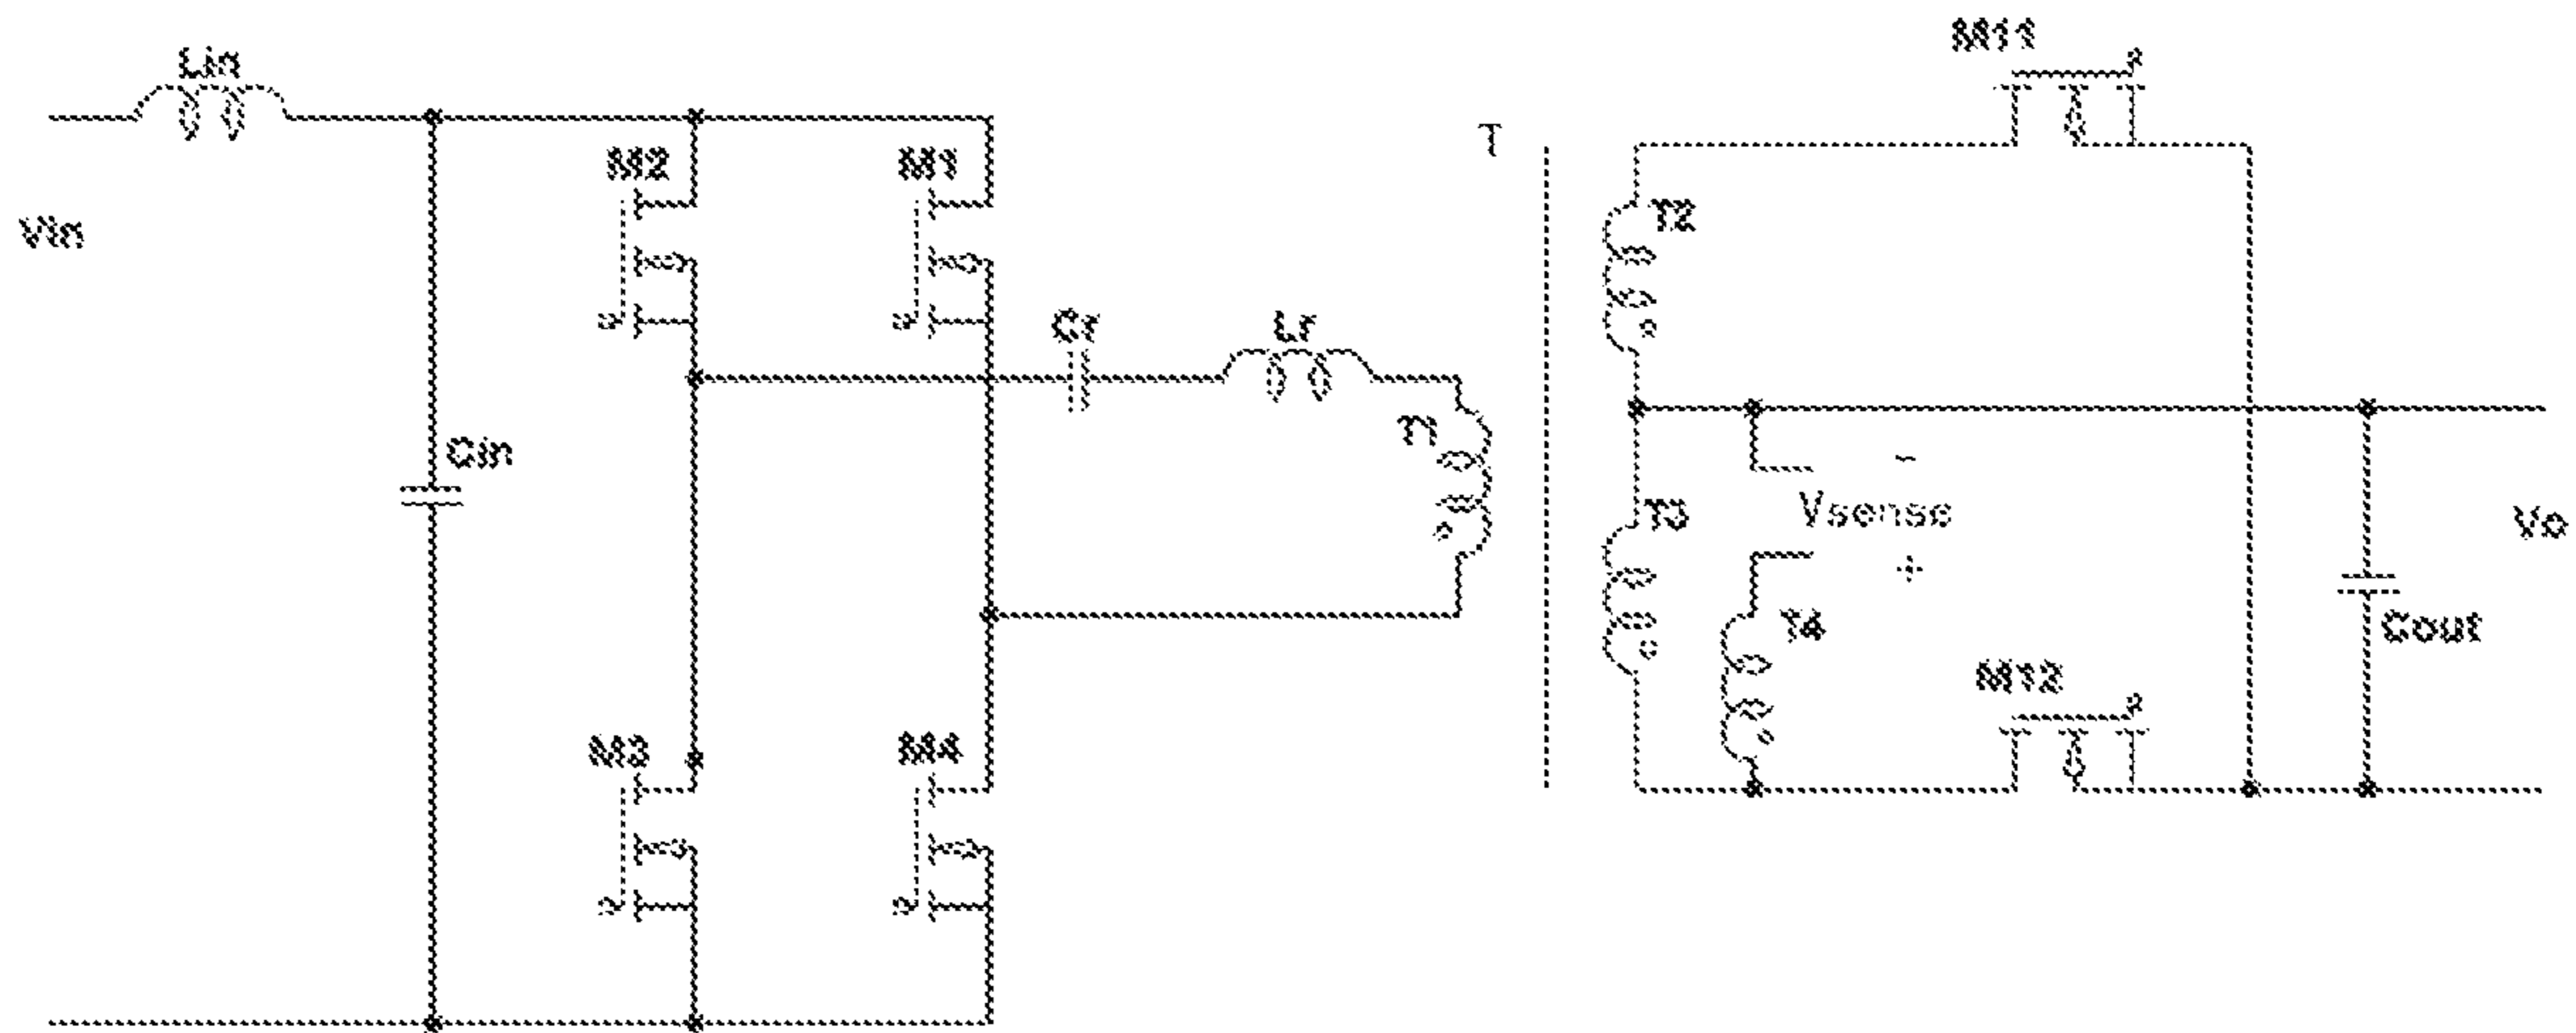 Lin
M11
T
M2
M1
T2
Vin
Cr
Lr
T1
Cin
-
Vsense
+
T3
Vo
T4
Cout
M12
M3
M4